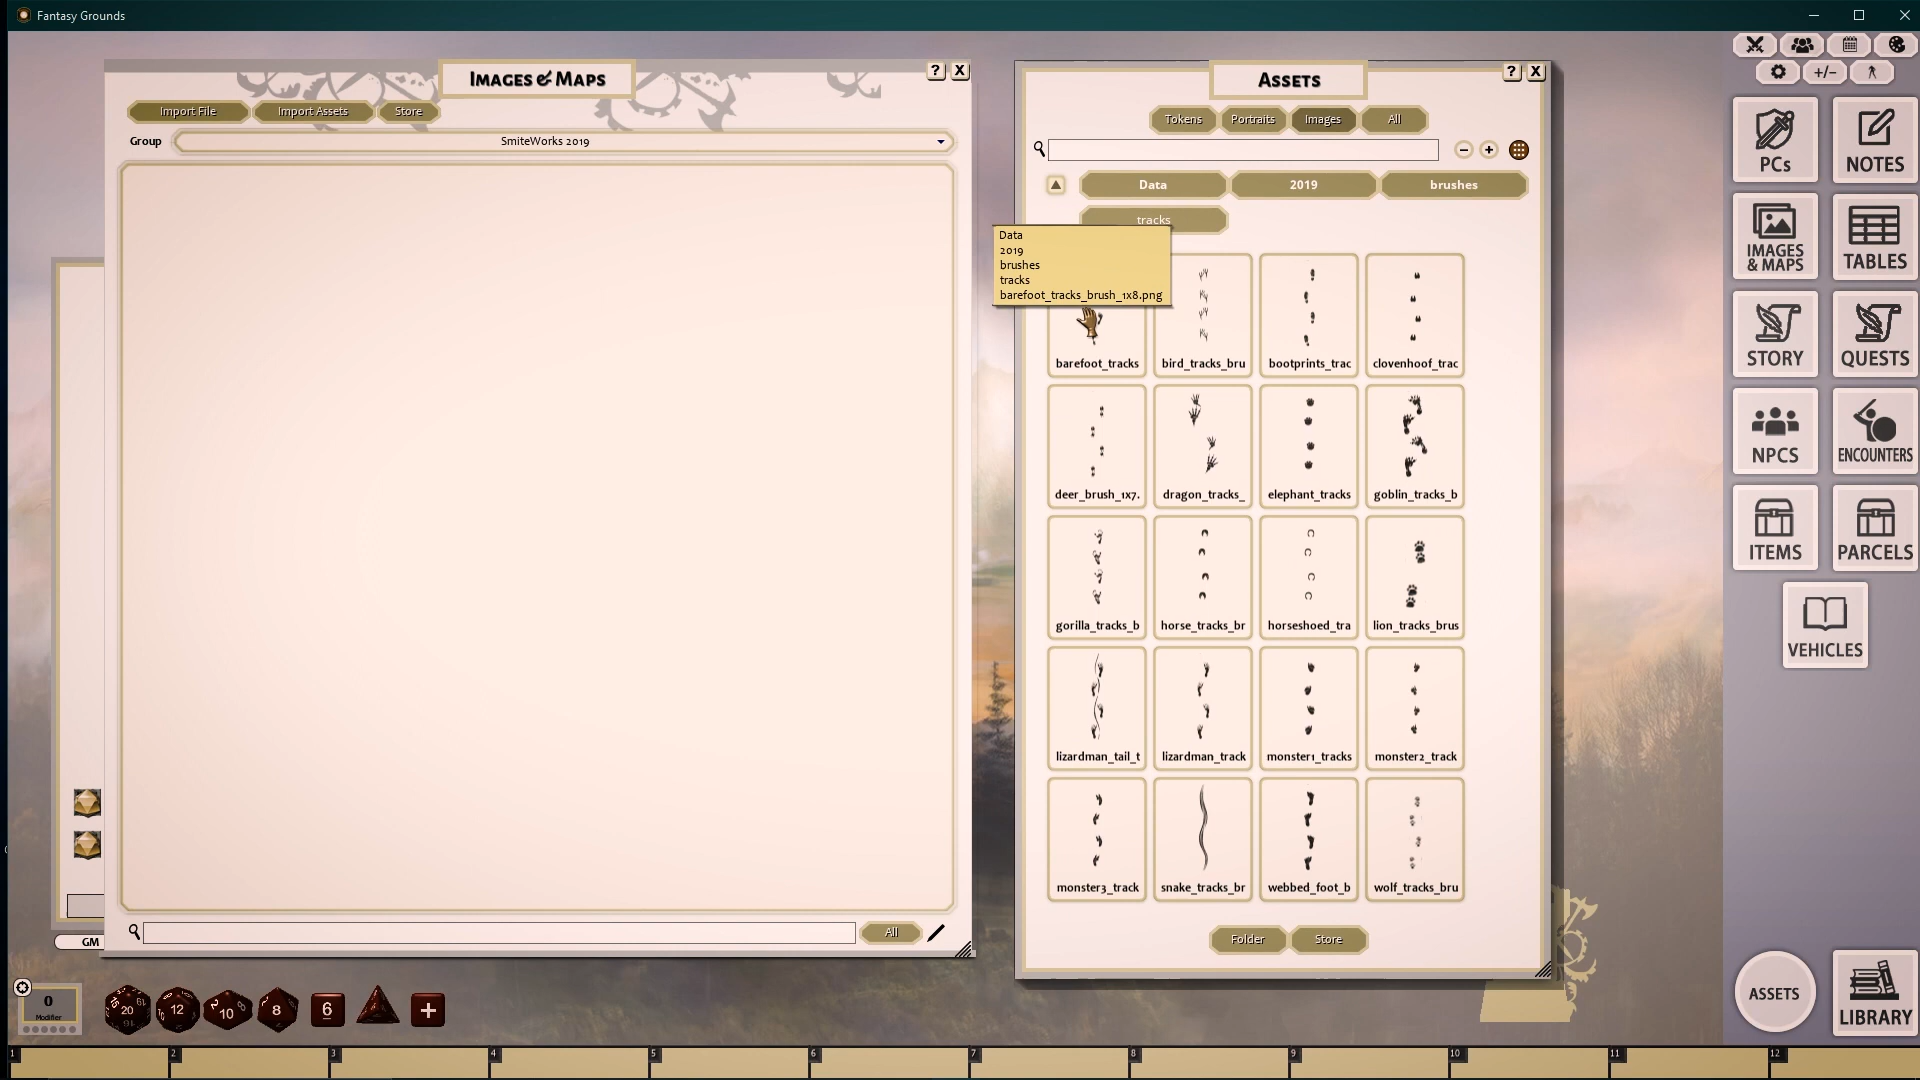 Fantasy Grounds
Images & Maps
? X
Import File
Import Assets
Store
Group
SmiteWorks 2019
All
GM
Assets
? X
Tokens
Portraits
Images
All
Data
2019
brushes
tracks
Data
2019
brushes
tracks
barefoot_tracks_brush_1x8.png
barefoot_tracks
bird_tracks_bru
bootprints_trac
clovenhoof_trac
deer_brush_1x7.
dragon_tracks_
elephant_tracks
goblin_tracks_b
gorilla_tracks_b
horse_tracks_br
horseshoed_tra
lion_tracks_brus
lizardman_tail_t
lizardman_track
monster1_tracks
monster2_track
monster3_track
snake_tracks_br
webbed_foot_b
wolf_tracks_bru
Folder
Store
+/-
PCs
NOTES
IMAGES
& MAPS
TABLES
STORY
QUESTS
NPCS
ENCOUNTERS
ITEMS
PARCELS
VEHICLES
ASSETS
LIBRARY
0
Modifier
20
12
10
8
6
+
1 2 3 4 5 6 7 8 9 10 11 12